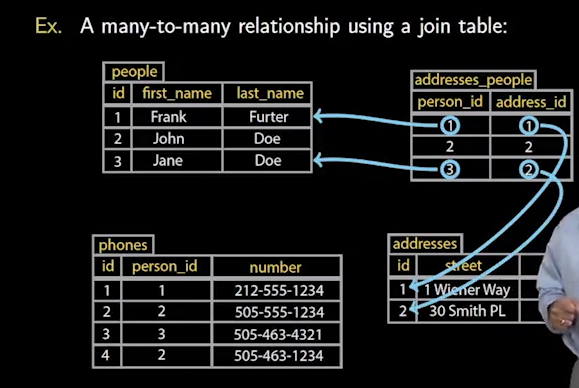 Ex. A many-to-many relationship using a join table:
people
id first_name last_name
1 Frank Furter
2 John Doe
3 Jane Doe
addresses_people
person_id address_id
1 1
2 2
3 2
phones
id person_id number
1 1 212-555-1234
2 2 505-555-1234
3 3 505-463-4321
4 2 505-463-1234
addresses
id street
1 1 Wiener Way
2 30 Smith PL